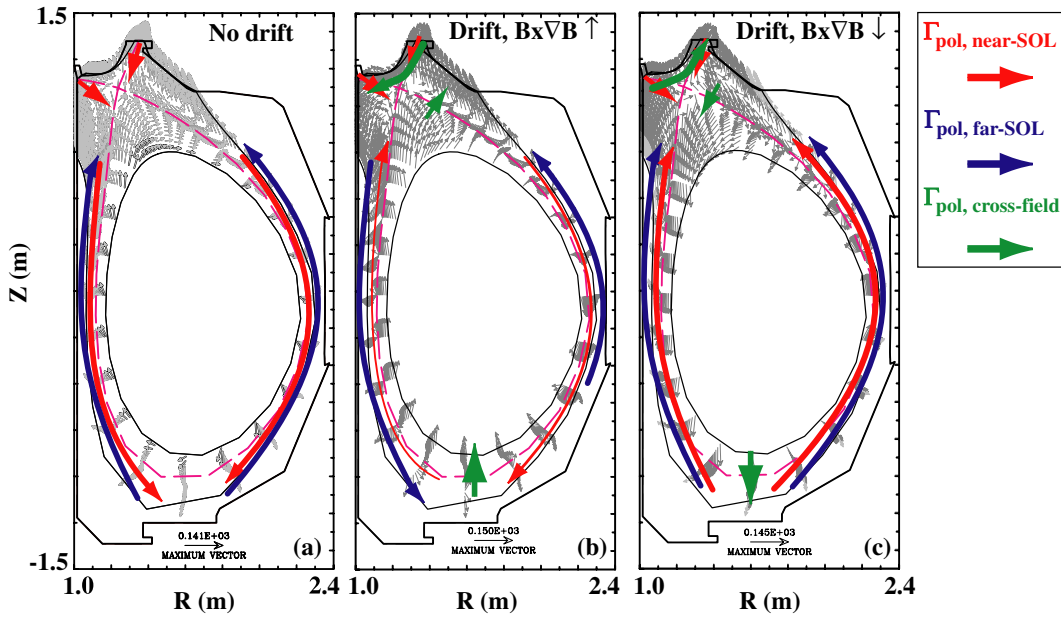 1.5
No drift
Drift, Bx∇B ↑
Drift, Bx∇B ↓
Γpol, near-SOL
Γpol, far-SOL
Γpol, cross-field
Z (m)
0.141E+03
MAXIMUM VECTOR
(a)
0.150E+03
MAXIMUM VECTOR
(b)
0.145E+03
MAXIMUM VECTOR
(c)
-1.5
1.0
2.4
1.0
2.4
1.0
2.4
R (m)
R (m)
R (m)